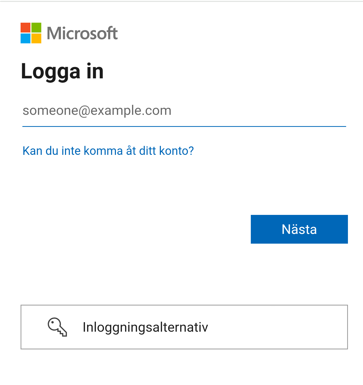 Microsoft
Logga in
someone@example.com
Kan du inte komma åt ditt konto?
Nästa
Inloggningsalternativ